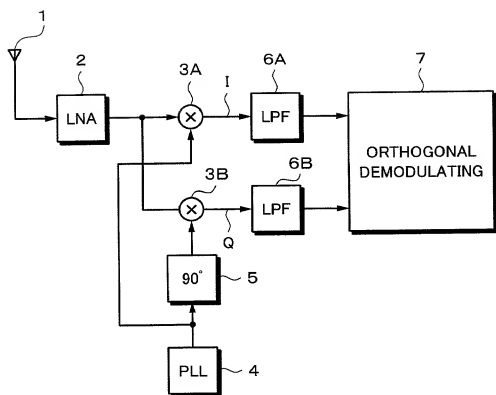 1
2
LNA
3A
I
6A
LPF
7
ORTHOGONAL
DEMODULATING
3B
Q
6B
LPF
90°
5
PLL
4